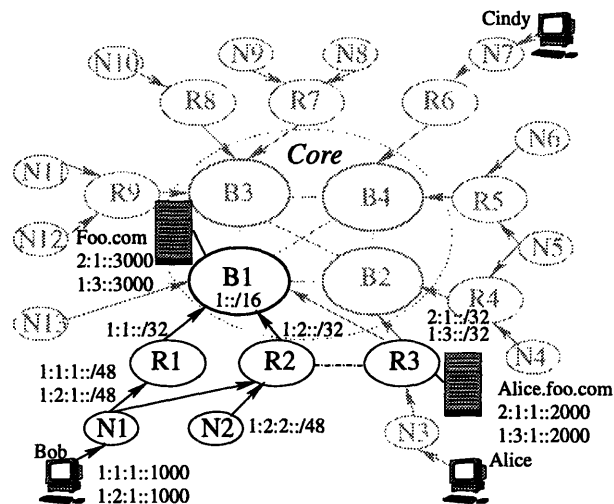 Cindy
N10
N9
N8
N7
R8
R7
R6
N11
Core
N6
R9
B3
B4
R5
N12
Foo.com
2:1::3000
1:3::3000
B1
1::/16
B2
N5
N13
R4
2:1::/32
1:3::/32
1:1::/32
1:2::/32
N4
1:1:1::/48
1:2:1::/48
R1
R2
R3
Alice.foo.com
2:1:1::2000
1:3:1::2000
N1
N2
1:2:2::/48
N3
Bob
1:1:1::1000
1:2:1::1000
Alice